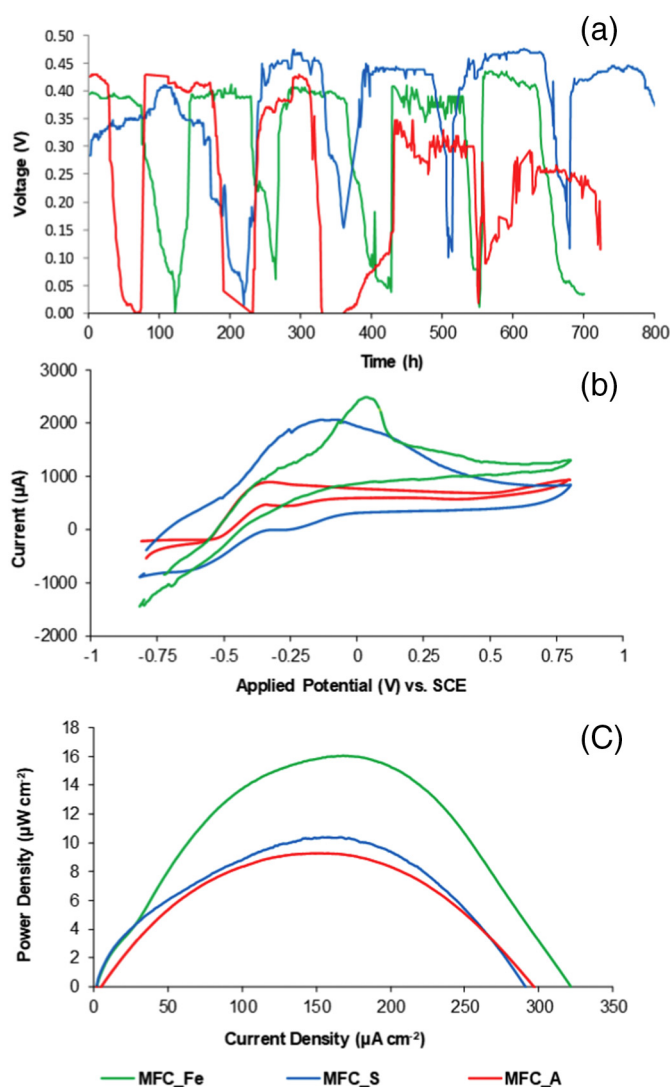 (a)
0.50
0.45
0.40
0.35
0.30
0.25
0.20
0.15
0.10
0.05
0.00
Voltage (V)
0 100 200 300 400 500 600 700 800
Time (h)
(b)
3000
2000
1000
0
-1000
-2000
Current (µA)
-1 -0.75 -0.5 -0.25 0 0.25 0.5 0.75 1
Applied Potential (V) vs. SCE
(C)
18
16
14
12
10
8
6
4
2
0
Power Density (µW cm-2)
0 50 100 150 200 250 300 350
Current Density (µA cm-2)
MFC_Fe MFC_S MFC_A